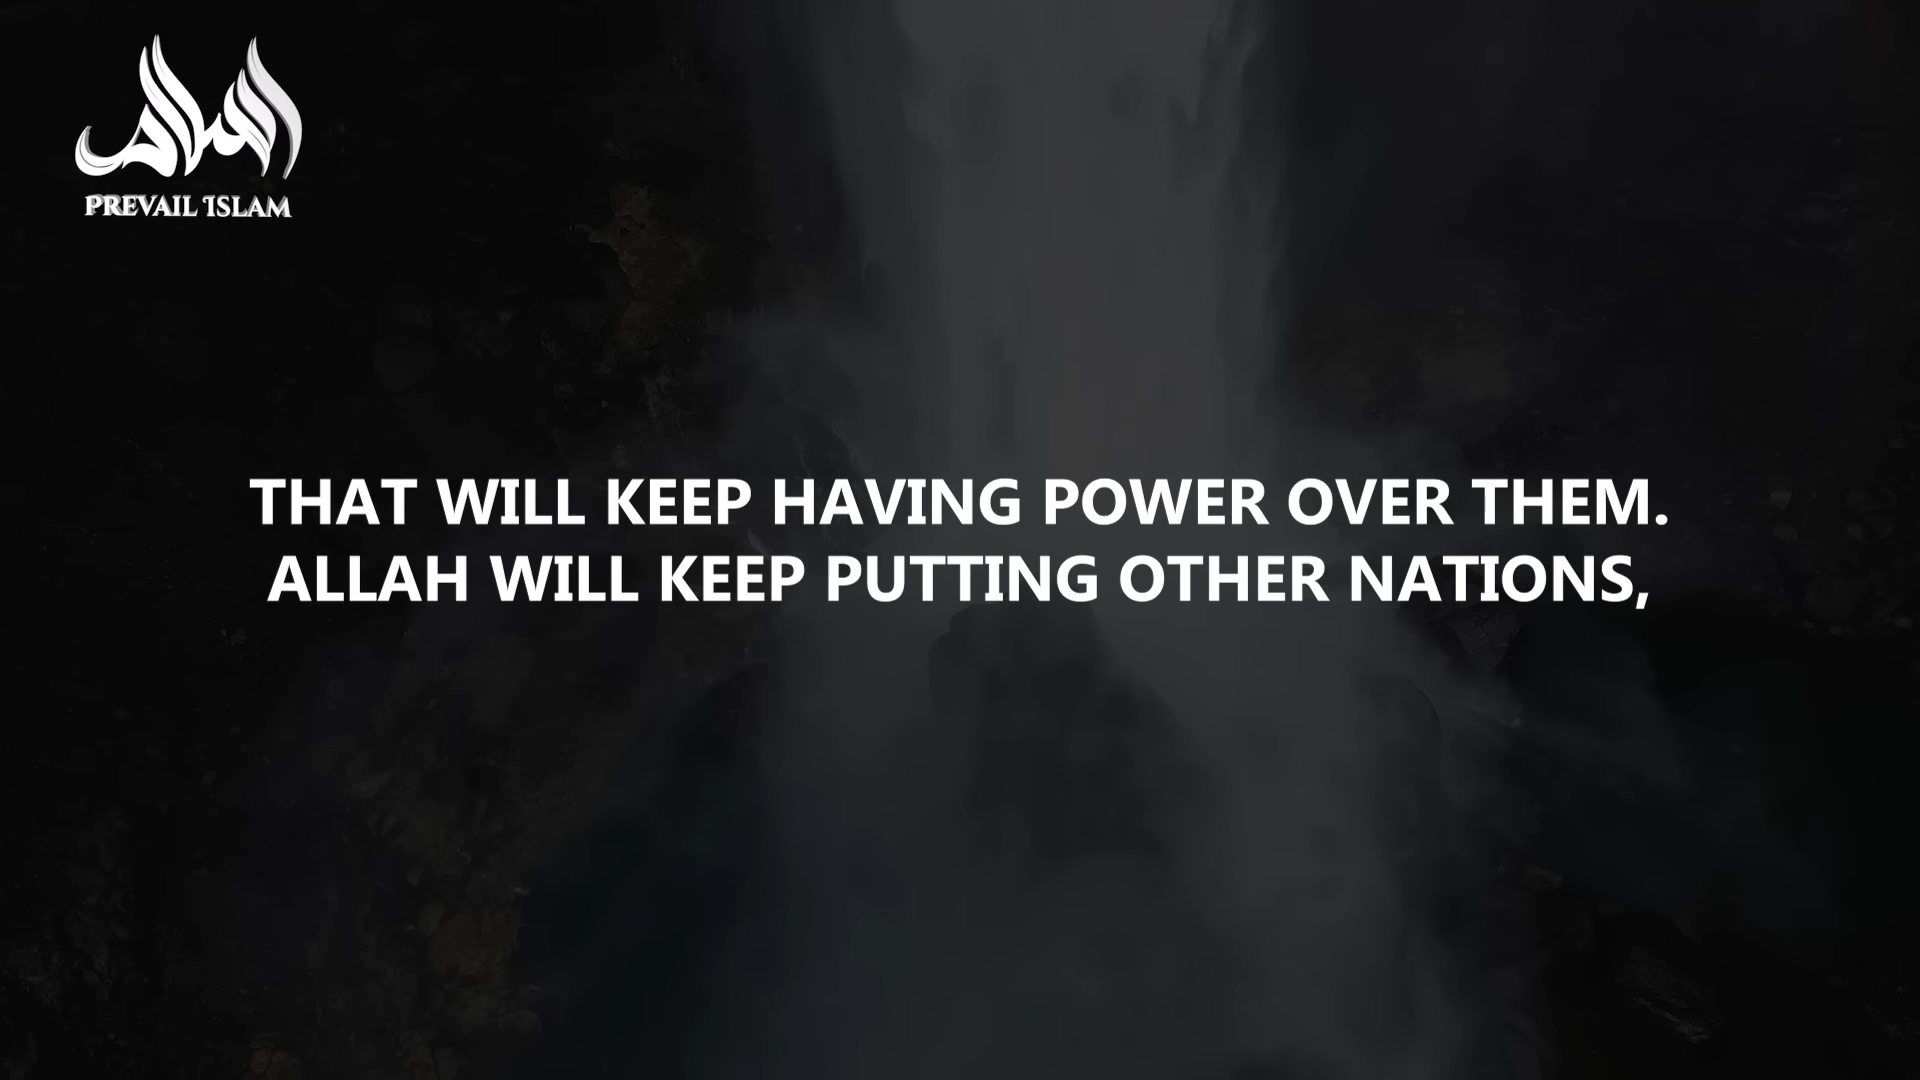 PREVAIL ISLAM
THAT WILL KEEP HAVING POWER OVER THEM.
ALLAH WILL KEEP PUTTING OTHER NATIONS,